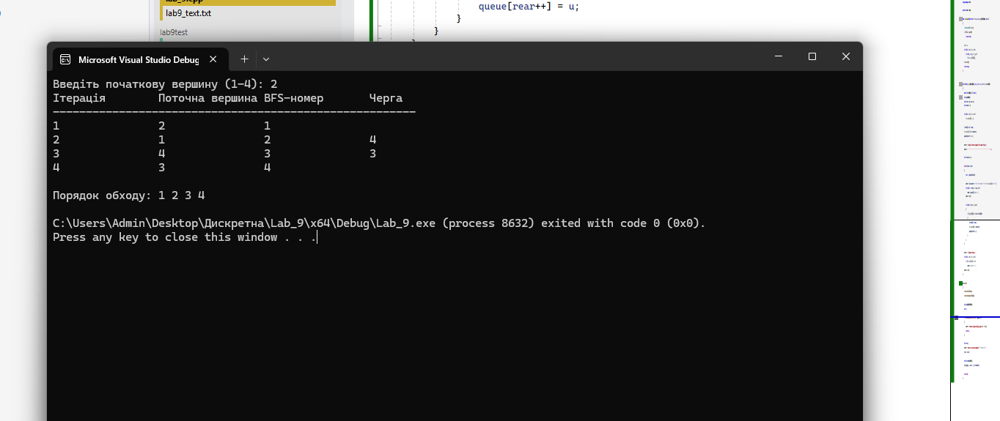 lab_9.cpp
lab9_text.txt
lab9test
queue[rear++] = u;
}
}
Microsoft Visual Studio Debug
Введіть початкову вершину (1-4): 2
Ітерація Поточна вершина BFS-номер Черга
-------------------------------------------------------
1 2 1
2 1 2 4
3 4 3 3
4 3 4
Порядок обходу: 1 2 3 4
C:\Users\Admin\Desktop\Дискретна\Lab_9\x64\Debug\Lab_9.exe (process 8632) exited with code 0 (0x0).
Press any key to close this window . . .